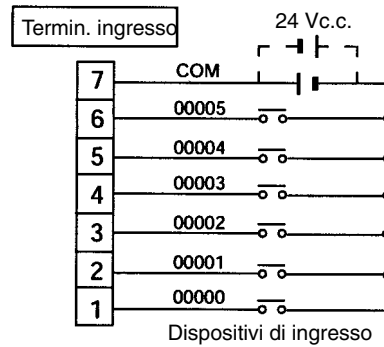 24 Vc.c.
Termin. ingresso
7 COM
6 00005
5 00004
4 00003
3 00002
2 00001
1 00000
Dispositivi di ingresso